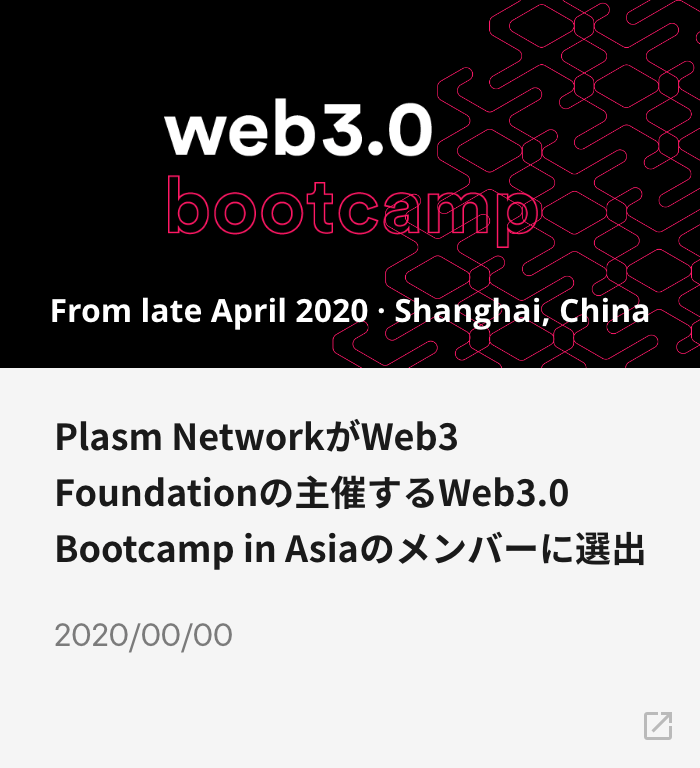 web3.0
bootcamp
From late April 2020 · Shanghai, China
Plasm NetworkがWeb3
Foundationの主催するWeb3.0
Bootcamp in Asiaのメンバーに選出
2020/00/00